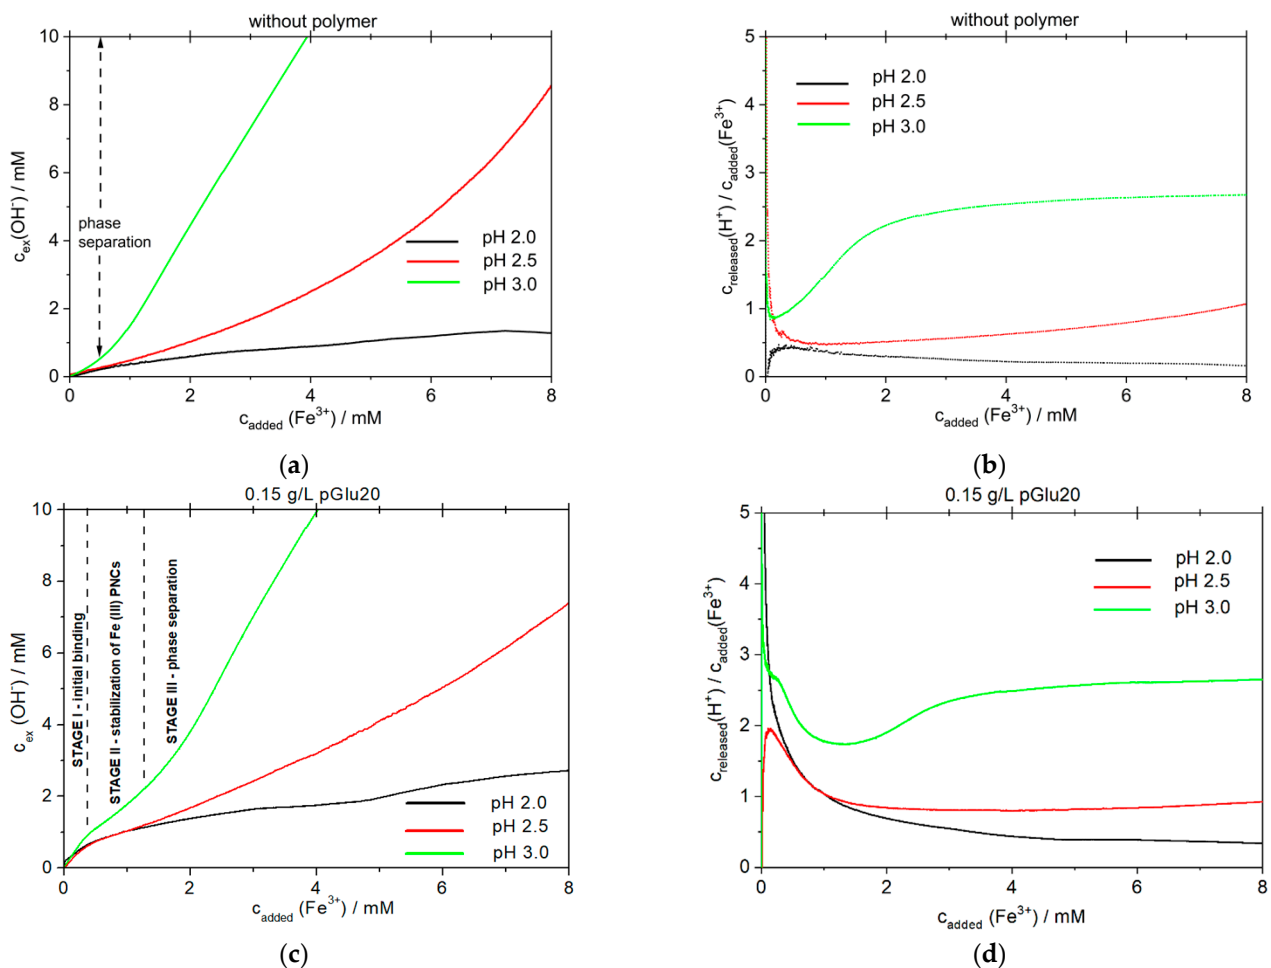 without polymer
10
8
6
4
2
0
c_ex(OH⁻) / mM
phase
separation
pH 2.0
pH 2.5
pH 3.0
0 2 4 6 8
c_added (Fe³⁺) / mM
(a)
without polymer
5
4
3
2
1
0
c_released(H⁺) / c_added(Fe³⁺)
pH 2.0
pH 2.5
pH 3.0
0 2 4 6 8
c_added (Fe³⁺) / mM
(b)
0.15 g/L pGlu20
10
8
6
4
2
0
c_ex (OH⁻) / mM
STAGE I - initial binding
STAGE II - stabilization of Fe (III) PNCs
STAGE III - phase separation
pH 2.0
pH 2.5
pH 3.0
0 2 4 6 8
c_added (Fe³⁺) / mM
(c)
0.15 g/L pGlu20
5
4
3
2
1
0
c_released(H⁺) / c_added(Fe³⁺)
pH 2.0
pH 2.5
pH 3.0
0 2 4 6 8
c_added (Fe³⁺) / mM
(d)